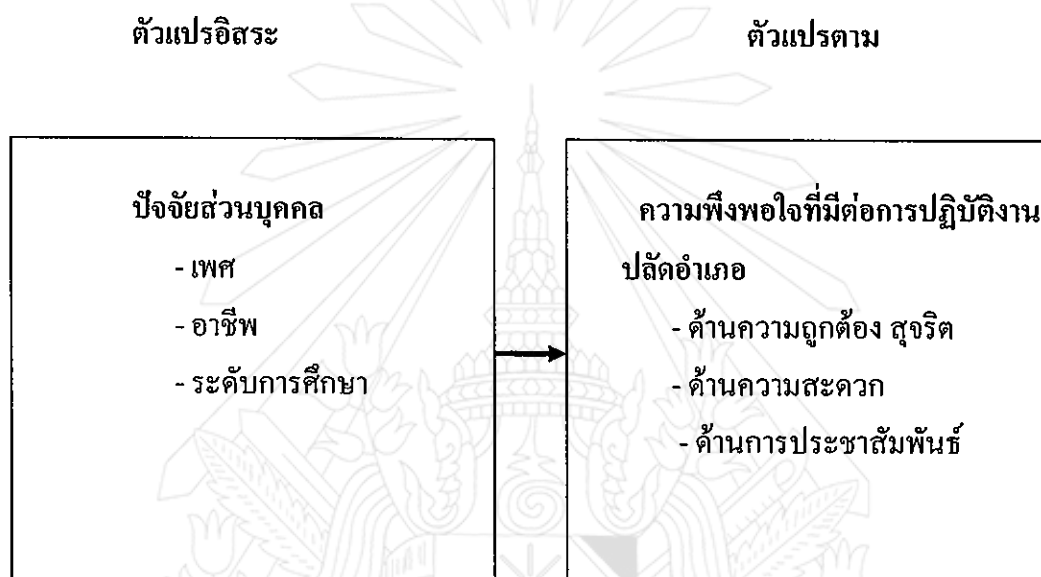 ตัวแปรอิสระ
ตัวแปรตาม
ปัจจัยส่วนบุคคล
- เพศ
- อาชีพ
- ระดับการศึกษา
ความพึงพอใจที่มีต่อการปฏิบัติงาน
ปลัดอำเภอ
- ด้านความถูกต้อง สุจริต
- ด้านความสะดวก
- ด้านการประชาสัมพันธ์